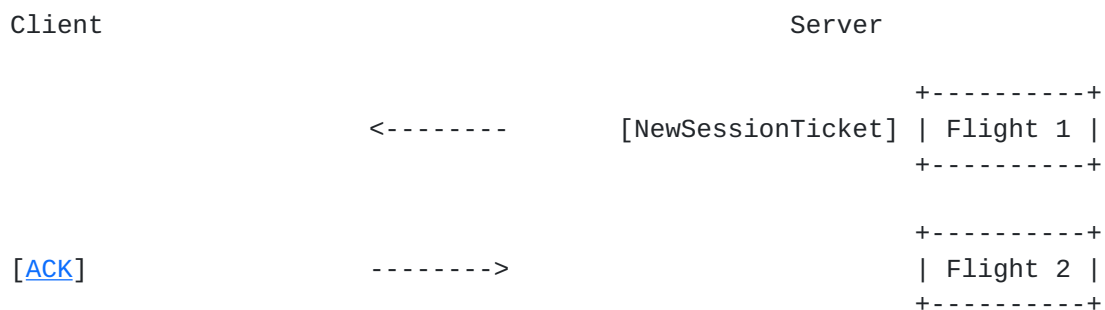 Client                                           Server

                                                         +----------+
                       <--------       [NewSessionTicket] | Flight 1 |
                                                         +----------+

                                                         +----------+
[ACK]                  -------->                          | Flight 2 |
                                                         +----------+